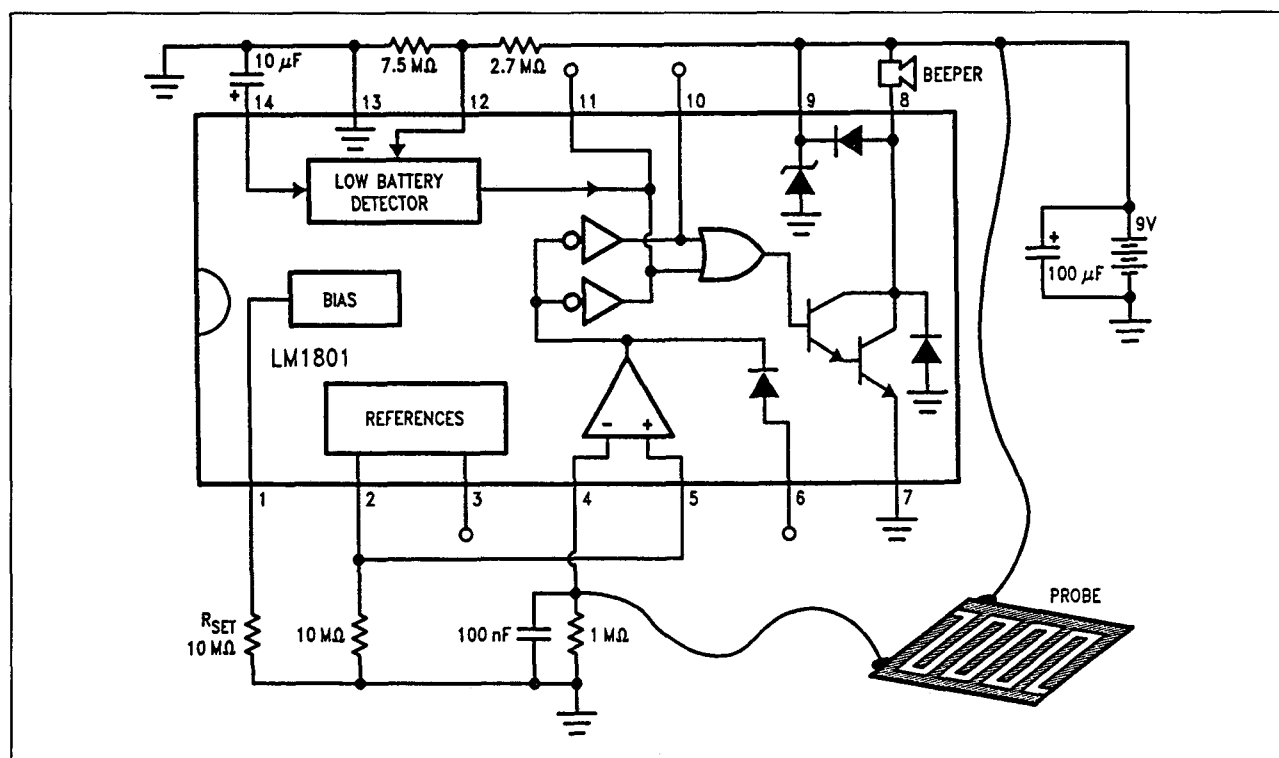 10 μF
7.5 MΩ
2.7 MΩ
BEEPER
+
14
13
12
11
10
9
8
LOW BATTERY
DETECTOR
+
9V
100 μF
BIAS
LM1801
REFERENCES
- +
1
2
3
4
5
6
7
PROBE
RSET
10 MΩ
10 MΩ
100 nF
1 MΩ